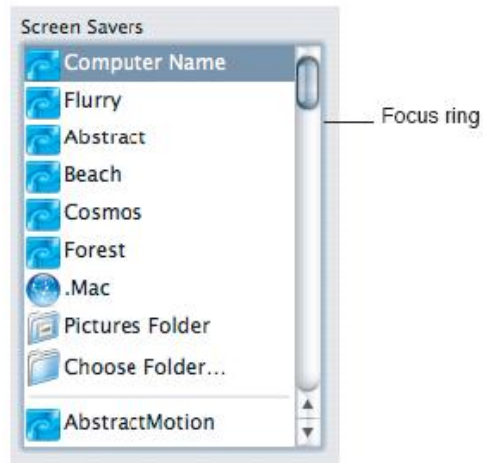 Screen Savers
Computer Name
Flurry
Focus ring
Abstract
Beach
Cosmos
Forest
.Mac
Pictures Folder
Choose Folder...
AbstractMotion